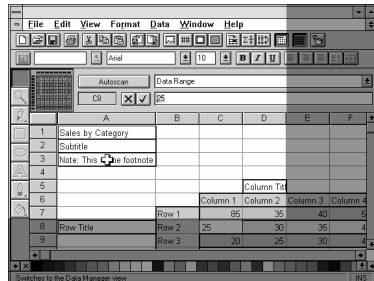 File Edit View Format Data Window Help
Arial 10 B I U
Autoscan Data Range
C8 25
A B C D E F
1 Sales by Category
2 Subtitle
3 Note: This footnote
4
5 Column Titl
6 Column 1 Column 2 Column 3 Column 4
7 Row 1 85 35 40 5
8 Row Title Row 2 25 30 35 4
9 Row 3 20 25 30 4
Switches to the Data Manager view INS